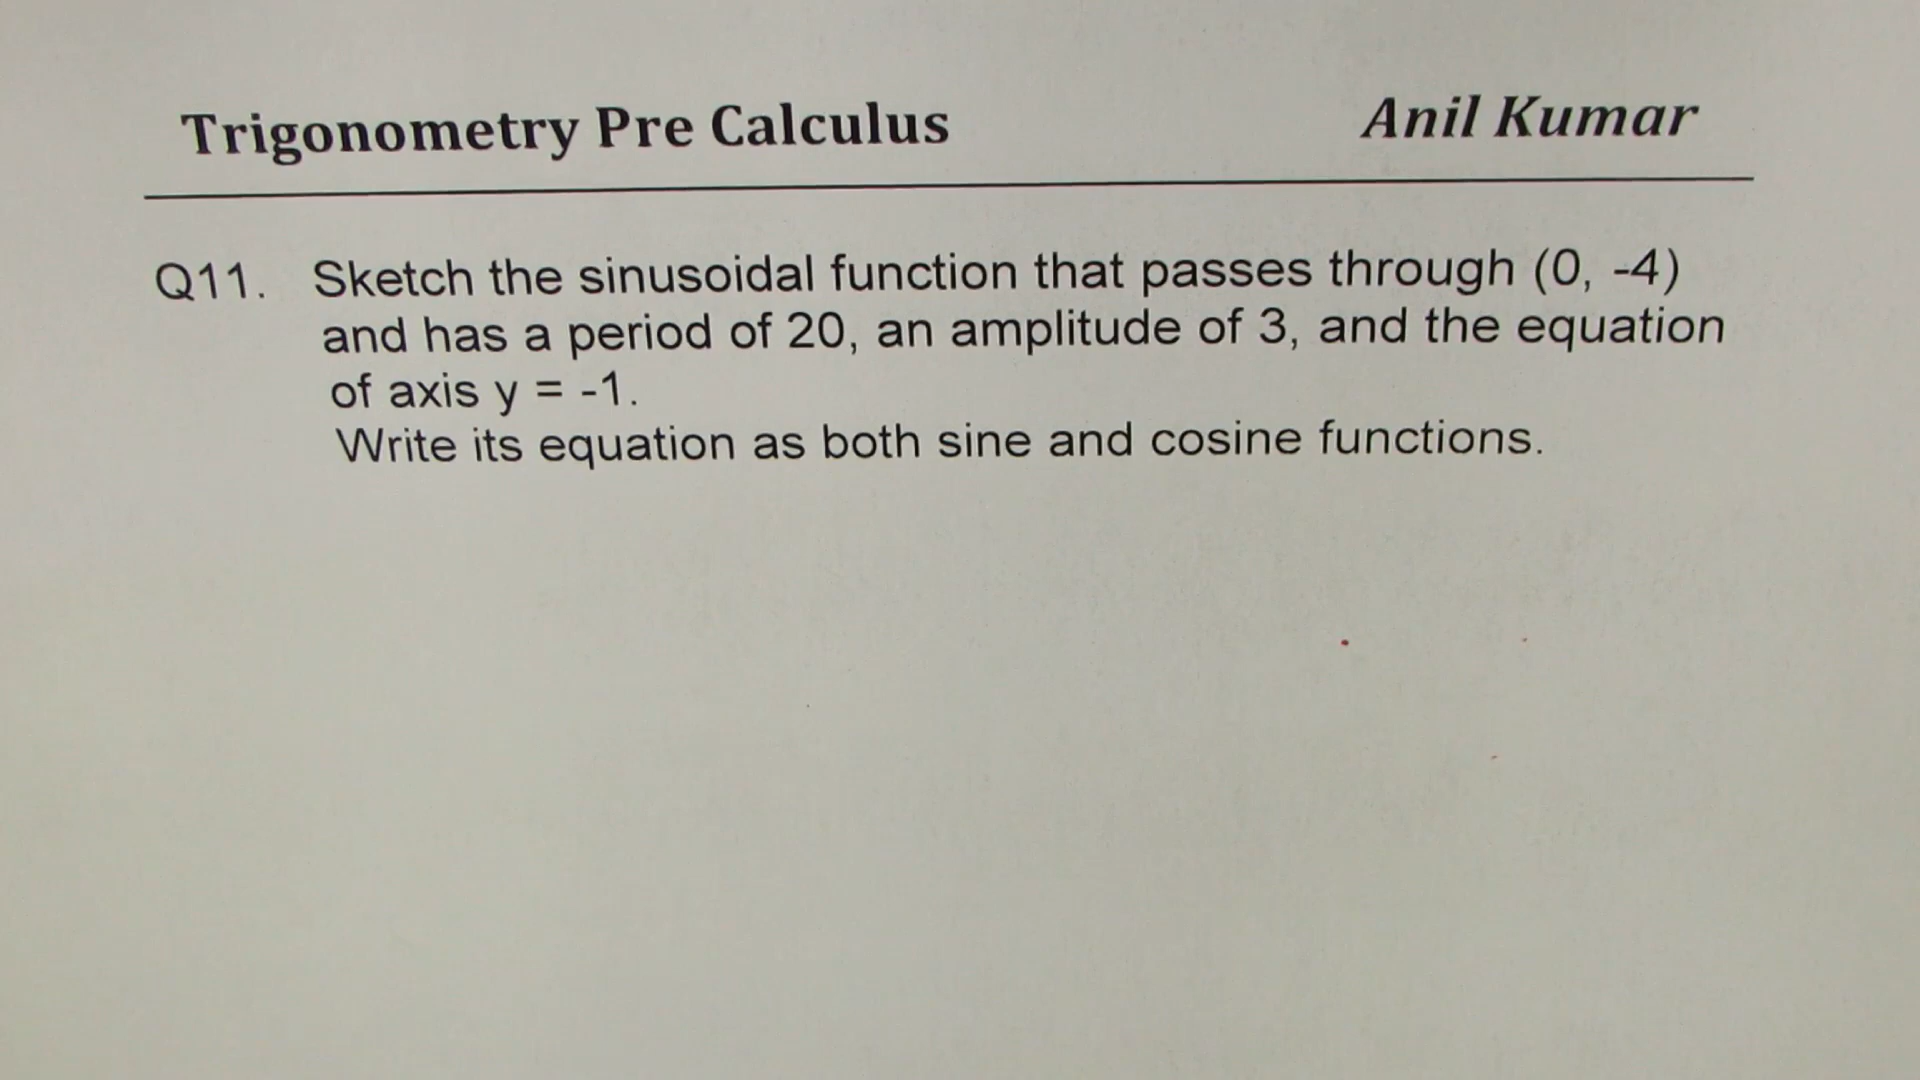 Trigonometry Pre Calculus Anil Kumar
Q11. Sketch the sinusoidal function that passes through (0, -4)
and has a period of 20, an amplitude of 3, and the equation
of axis y = -1.
Write its equation as both sine and cosine functions.